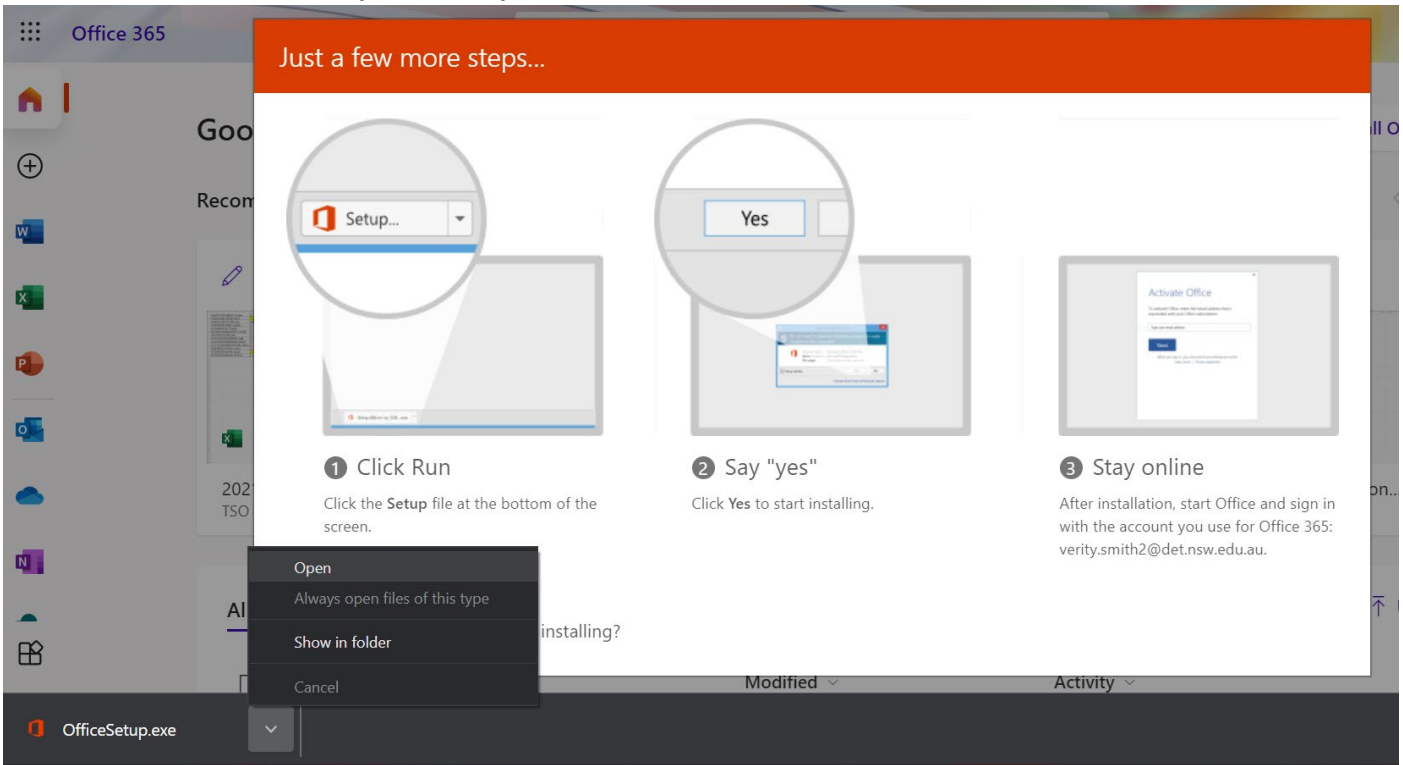 Office 365
Just a few more steps...
Goo
ll O
Recom
Setup...
Yes
Activate Office
1 Click Run
Click the Setup file at the bottom of the
screen.
2 Say "yes"
Click Yes to start installing.
3 Stay online
After installation, start Office and sign in
with the account you use for Office 365:
verity.smith2@det.nsw.edu.au.
202
TSO
on..
Open
Always open files of this type
Show in folder
Cancel
Al
installing?
Modified
Activity
OfficeSetup.exe